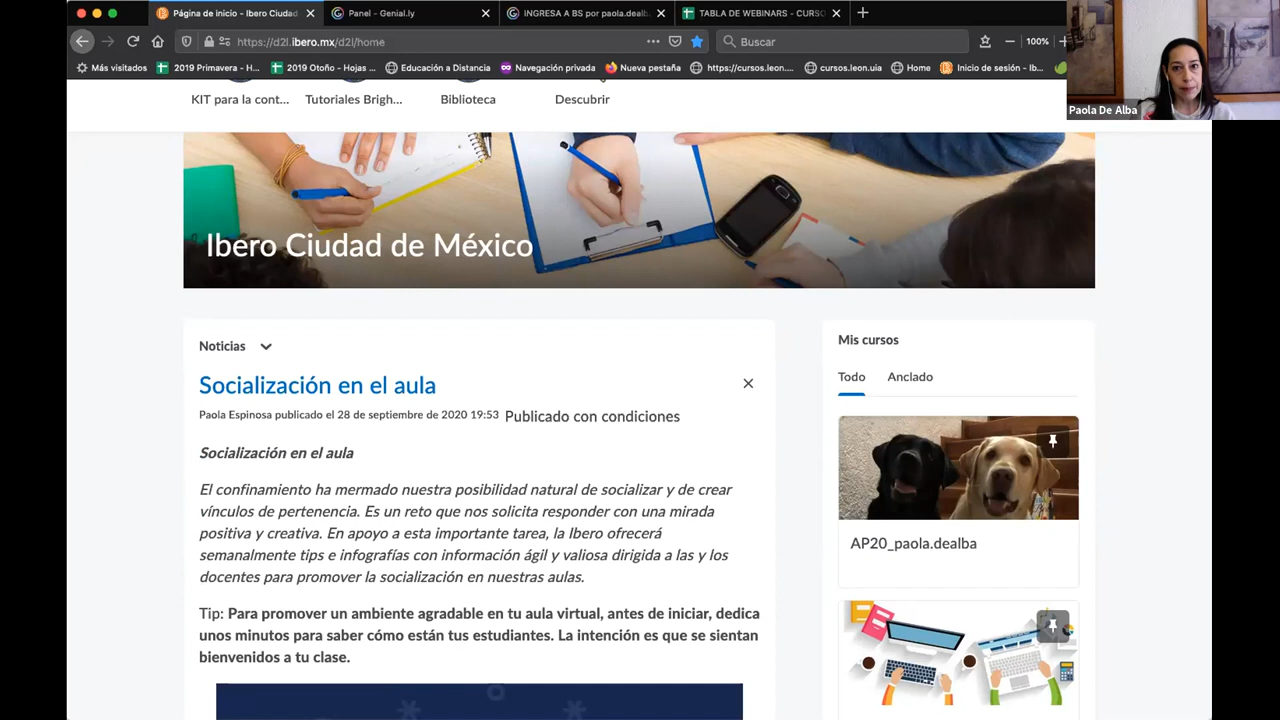 Página de inicio - Ibero Ciudad
Panel - Genial.ly
INGRESA A BS por paola.dealb
TABLA DE WEBINARS - CURSO
https://d2l.ibero.mx/d2l/home
Buscar
100%
Más visitados
2019 Primavera - H...
2019 Otoño - Hojas ...
Educación a Distancia
Navegación privada
Nueva pestaña
https://cursos.leon....
cursos.leon.uia
Home
Inicio de sesión - Ib...
Paola De Alba
KIT para la cont...
Tutoriales Brigh...
Biblioteca
Descubrir
Ibero Ciudad de México
Noticias
Socialización en el aula
Paola Espinosa publicado el 28 de septiembre de 2020 19:53 Publicado con condiciones
Socialización en el aula
El confinamiento ha mermado nuestra posibilidad natural de socializar y de crear
vínculos de pertenencia. Es un reto que nos solicita responder con una mirada
positiva y creativa. En apoyo a esta importante tarea, la Ibero ofrecerá
semanalmente tips e infografías con información ágil y valiosa dirigida a las y los
docentes para promover la socialización en nuestras aulas.
Tip: Para promover un ambiente agradable en tu aula virtual, antes de iniciar, dedica
unos minutos para saber cómo están tus estudiantes. La intención es que se sientan
bienvenidos a tu clase.
Mis cursos
Todo
Anclado
AP20_paola.dealba